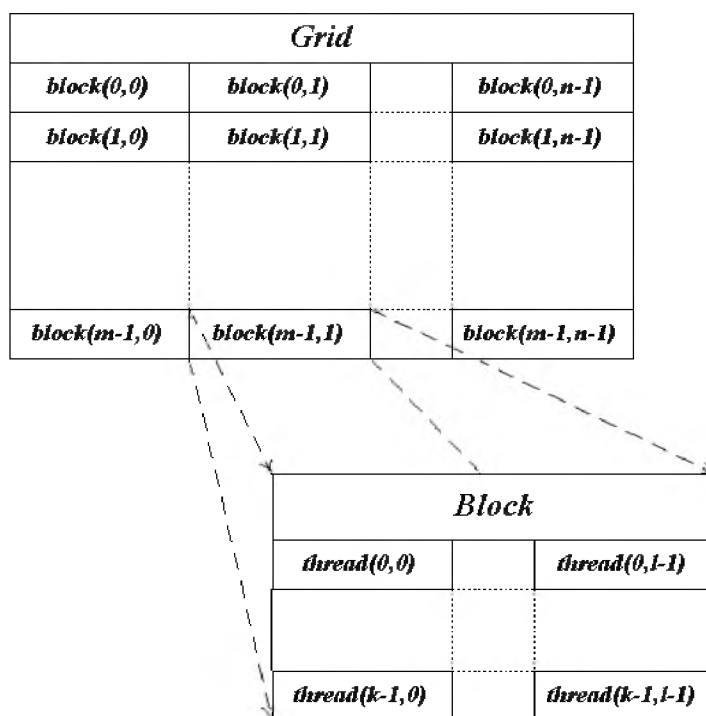 Grid
block(0,0) block(0,1) block(0,n-1)
block(1,0) block(1,1) block(1,n-1)
block(m-1,0) block(m-1,1) block(m-1,n-1)
Block
thread(0,0) thread(0,l-1)
thread(k-1,0) thread(k-1,l-1)